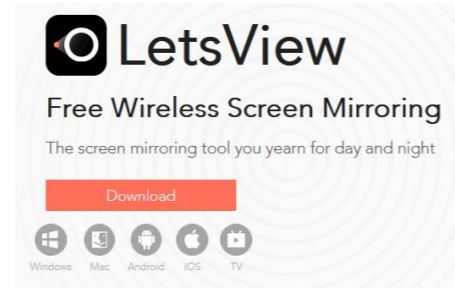 LetsView
Free Wireless Screen Mirroring
The screen mirroring tool you yearn for day and night
Download
Windows Mac Android iOS TV